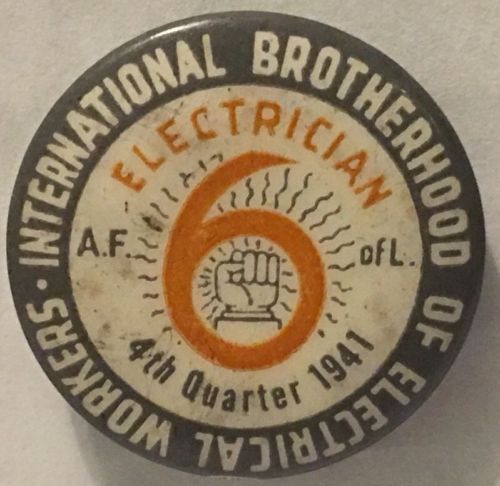 INTERNATIONAL BROTHERHOOD OF ELECTRICAL WORKERS ·
ELECTRICIAN
A.F. of L.
6
4th Quarter 1941